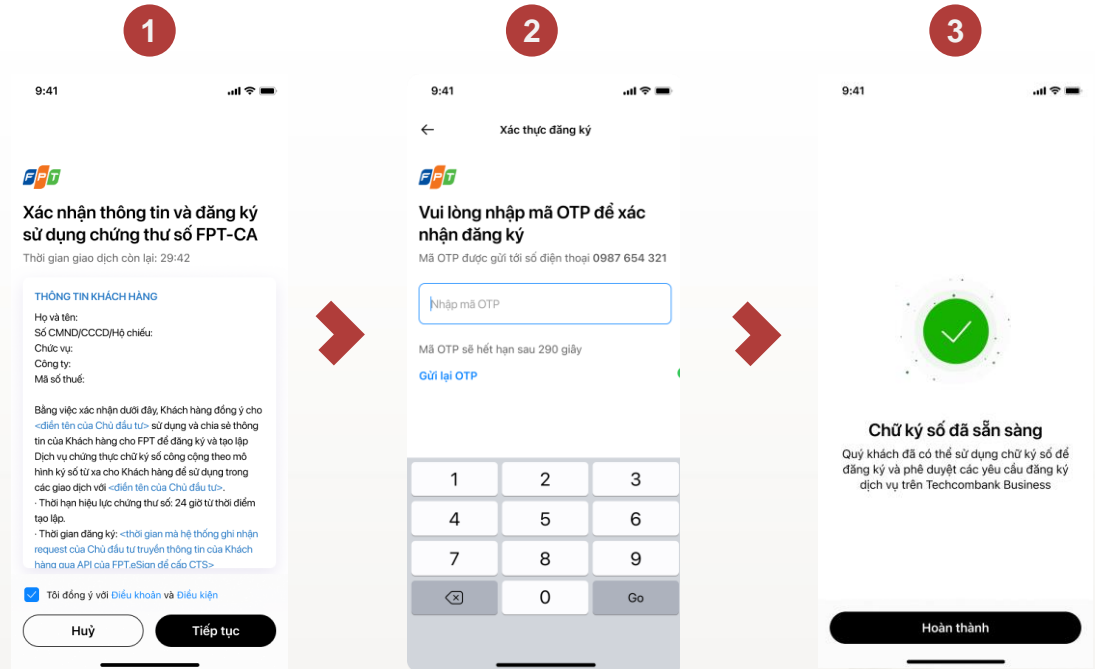 1
9:41
FPT
Xác nhận thông tin và đăng ký
sử dụng chứng thư số FPT-CA
Thời gian giao dịch còn lại: 29:42
THÔNG TIN KHÁCH HÀNG
Họ và tên:
Số CMND/CCCD/Hộ chiếu:
Chức vụ:
Công ty:
Mã số thuế:
Bằng việc xác nhận dưới đây, Khách hàng đồng ý cho
<điền tên của Chủ đầu tư> sử dụng và chia sẻ thông
tin của Khách hàng cho FPT để đăng ký và tạo lập
Dịch vụ chứng thực chữ ký số công cộng theo mô
hình ký số từ xa cho Khách hàng để sử dụng trong
các giao dịch với <điền tên của Chủ đầu tư>.
· Thời hạn hiệu lực chứng thư số: 24 giờ từ thời điểm
tạo lập.
· Thời gian đăng ký: <thời gian mà hệ thống ghi nhận
request của Chủ đầu tư truyền thông tin của Khách
hàng qua API của FPT.eSign để cấp CTS>
Tôi đồng ý với Điều khoản và Điều kiện
Huỷ
Tiếp tục
2
9:41
Xác thực đăng ký
FPT
Vui lòng nhập mã OTP để xác
nhận đăng ký
Mã OTP được gửi tới số điện thoại 0987 654 321
Nhập mã OTP
Mã OTP sẽ hết hạn sau 290 giây
Gửi lại OTP
1 2 3
4 5 6
7 8 9
0 Go
3
9:41
Chữ ký số đã sẵn sàng
Quý khách đã có thể sử dụng chữ ký số để
đăng ký và phê duyệt các yêu cầu đăng ký
dịch vụ trên Techcombank Business
Hoàn thành